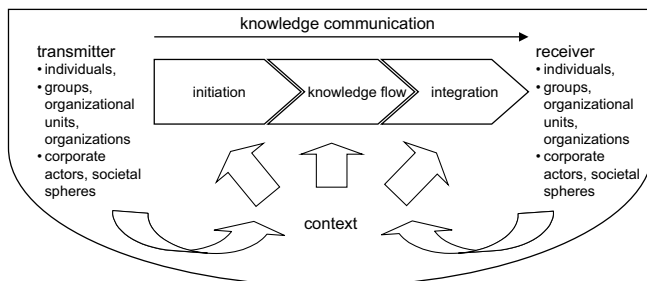 knowledge communication
transmitter
• individuals,
• groups,
organizational
units,
organizations
• corporate
actors, societal
spheres
initiation
knowledge flow
integration
receiver
• individuals,
• groups,
organizational
units,
organizations
• corporate
actors, societal
spheres
context